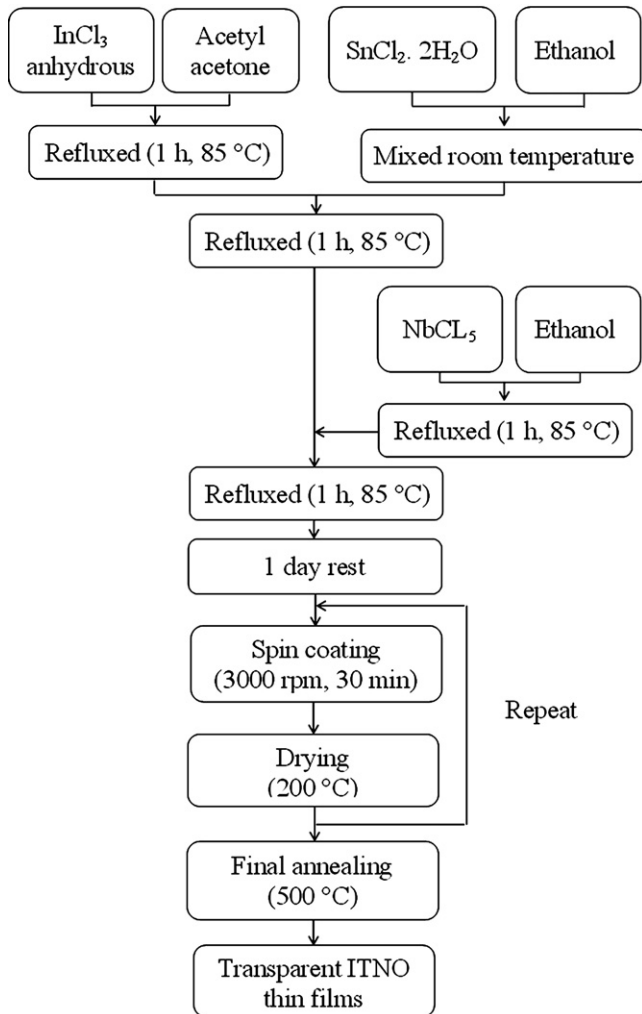 InCl₃
anhydrous
Acetyl
acetone
SnCl₂. 2H₂O
Ethanol
Refluxed (1 h, 85 °C)
Mixed room temperature
Refluxed (1 h, 85 °C)
NbCL₅
Ethanol
Refluxed (1 h, 85 °C)
Refluxed (1 h, 85 °C)
1 day rest
Spin coating
(3000 rpm, 30 min)
Repeat
Drying
(200 °C)
Final annealing
(500 °C)
Transparent ITNO
thin films